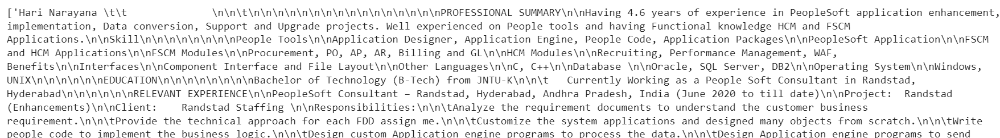 ['Hari Narayana \t\t                    \n\n\t\n\n\n\n\n\n\n\n\n\n\n\n\n\n\n\n\nPROFESSIONAL SUMMARY\n\nHaving 4.6 years of experience in PeopleSoft application enhancement,
implementation, Data conversion, Support and Upgrade projects. Well experienced on People tools and having Functional knowledge HCM and FSCM
Applications.\n\nSkill\n\n\n\n\n\n\n\nPeople Tools\n\nApplication Designer, Application Engine, People Code, Application Packages\n\nPeopleSoft Application\n\nFSCM
and HCM Applications\n\nFSCM Modules\n\nProcurement, PO, AP, AR, Billing and GL\n\nHCM Modules\n\nRecruiting, Performance Management, WAF,
Benefits\n\nInterfaces\n\nComponent Interface and File Layout\n\nOther Languages\n\nC, C++\n\nDatabase \n\nOracle, SQL Server, DB2\n\nOperating System\n\nWindows,
UNIX\n\n\n\n\n\nEDUCATION\n\n\n\n\n\n\n\nBachelor of Technology (B-Tech) from JNTU-K\n\n\t   Currently Working as a People Soft Consultant in Randstad,
Hyderabad\n\n\n\n\n\nRELEVANT EXPERIENCE\n\nPeopleSoft Consultant – Randstad, Hyderabad, Andhra Pradesh, India (June 2020 to till date)\n\nProject:  Randstad
(Enhancements)\n\nClient:    Randstad Staffing \n\nResponsibilities:\n\n\tAnalyze the requirement documents to understand the customer business
requirement.\n\n\tProvide the technical approach for each FDD assign me.\n\n\tCustomize the system applications and designed many objects from scratch.\n\n\tWrite
people code to implement the business logic.\n\n\tDesign custom Application engine programs to process the data.\n\n\tDesign Application engine programs to send